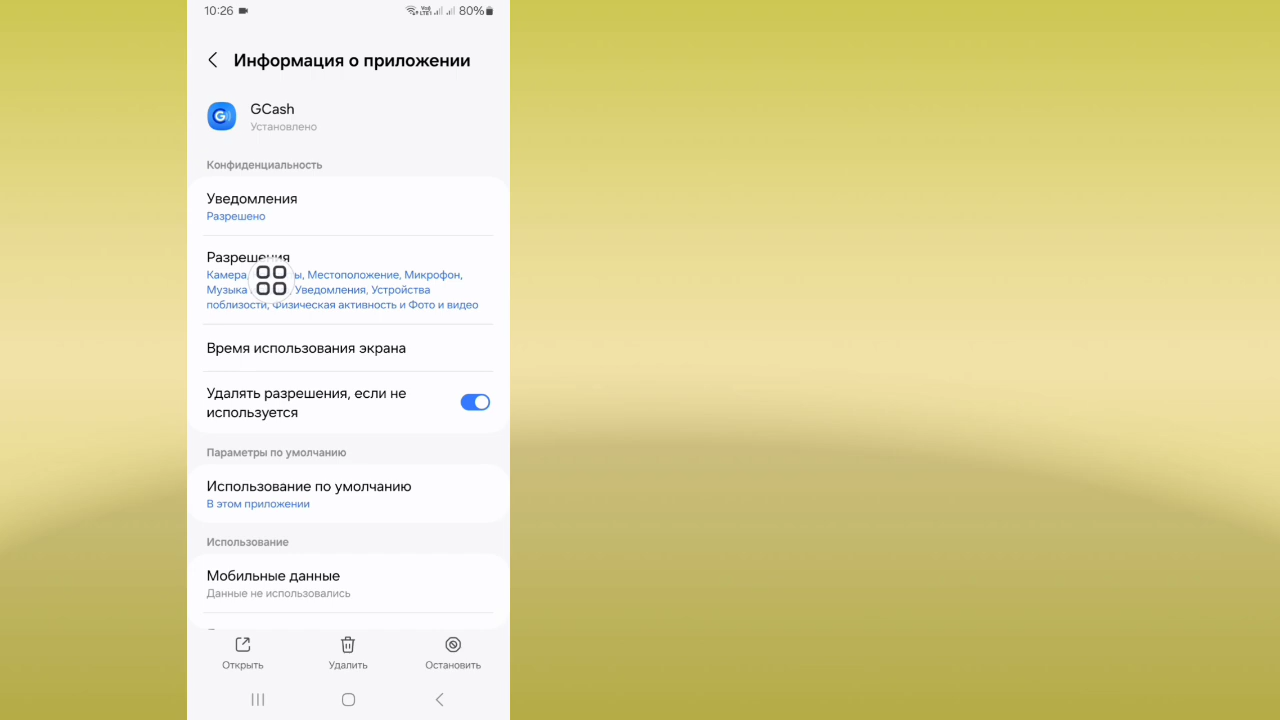 10:26
80%
Информация о приложении
GCash
Установлено
Конфиденциальность
Уведомления
Разрешено
Разрешения
Камера, Местоположение, Микрофон,
Музыка Уведомления, Устройства
поблизости, Физическая активность и Фото и видео
Время использования экрана
Удалять разрешения, если не
используется
Параметры по умолчанию
Использование по умолчанию
В этом приложении
Использование
Мобильные данные
Данные не использовались
Открыть
Удалить
Остановить